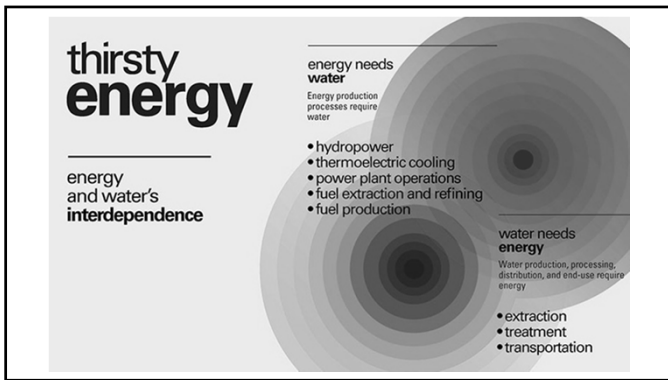 thirsty
energy
energy
and water's
interdependence
energy needs
water
Energy production
processes require
water
• hydropower
• thermoelectric cooling
• power plant operations
• fuel extraction and refining
• fuel production
water needs
energy
Water production, processing,
distribution, and end-use require
energy
• extraction
• treatment
• transportation